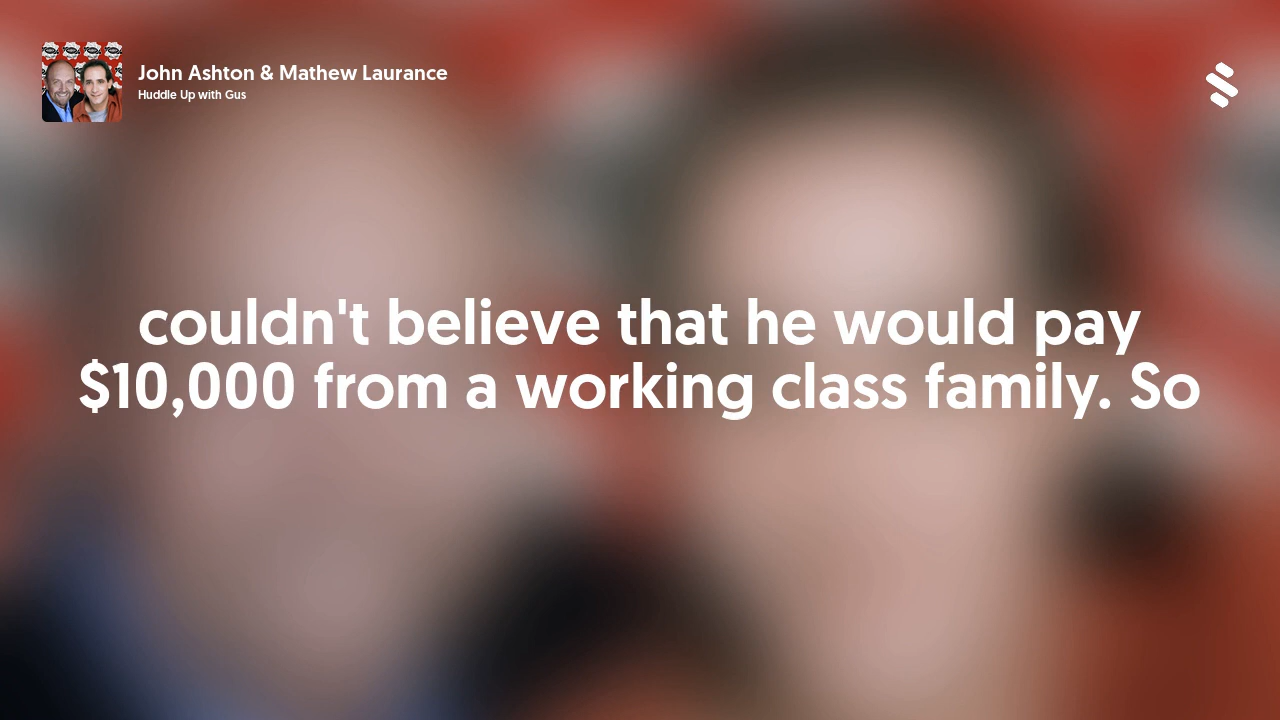 John Ashton & Mathew Laurance
Huddle Up with Gus
couldn't believe that he would pay
$10,000 from a working class family. So